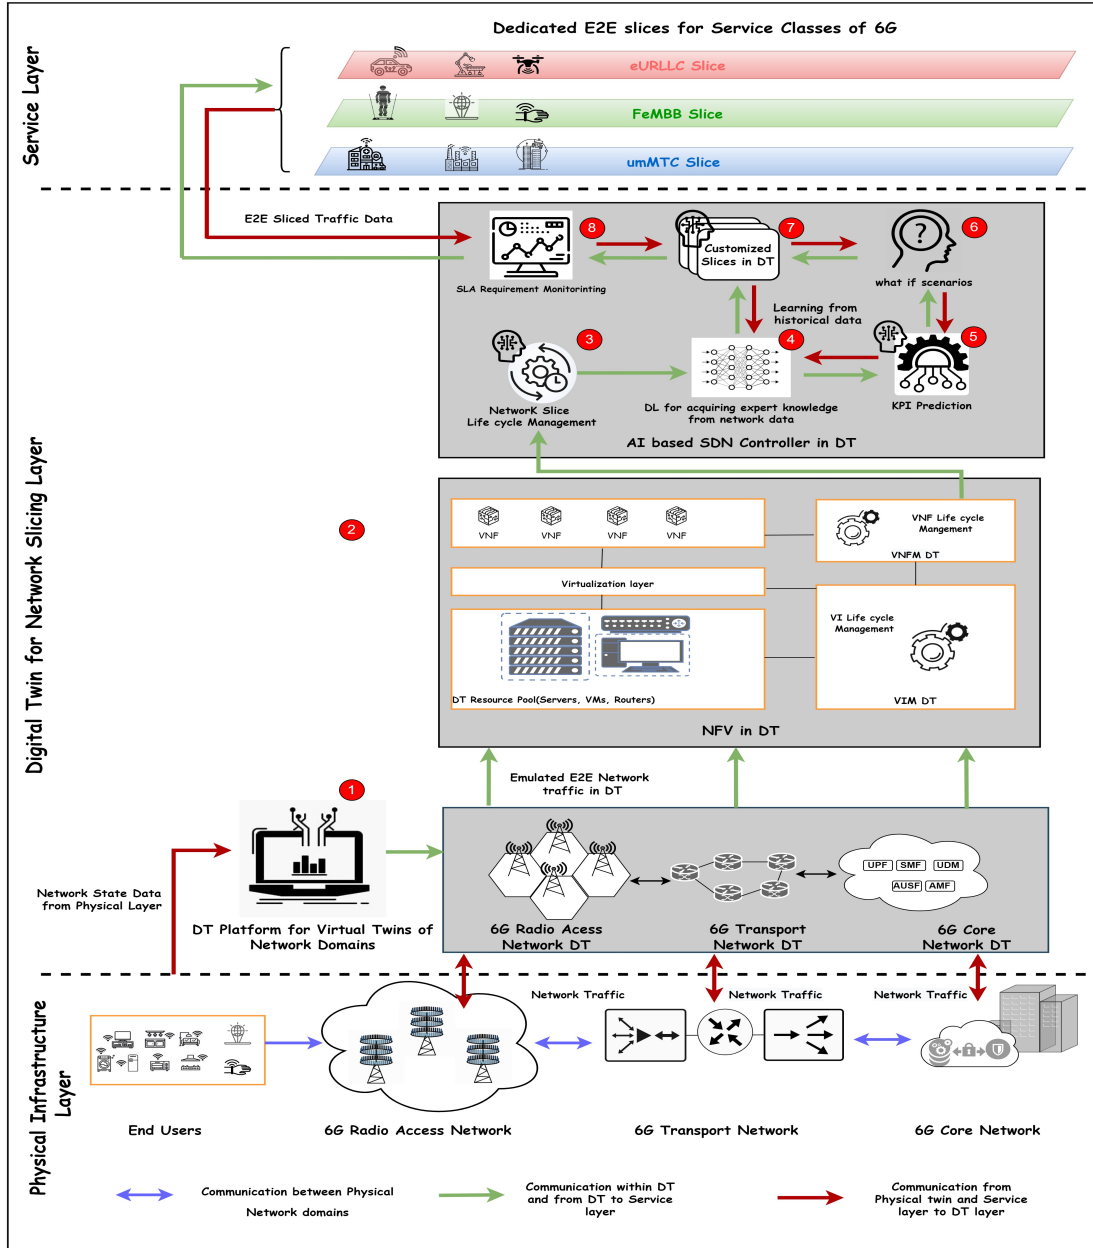 Dedicated E2E slices for Service Classes of 6G
Service Layer
eURLLC Slice
FeMBB Slice
umMTC Slice
E2E Sliced Traffic Data
Digital Twin for Network Slicing Layer
8
7
6
Customized
Slices in DT
?
SLA Requirement Monitorinting
what if scenarios
Learning from
historical data
3
4
5
NetworK Slice
Life cycle Management
DL for acquiring expert knowledge
from network data
KPI Prediction
AI based SDN Controller in DT
2
VNF
VNF
VNF
VNF
VNF Life cycle
Mangement
VNFM DT
Virtualization layer
VI Life cycle
Management
DT Resource Pool(Servers, VMs, Routers)
VIM DT
NFV in DT
Emulated E2E Network
traffic in DT
1
UPF
SMF
UDM
AUSF
AMF
Network State Data
from Physical Layer
DT Platform for Virtual Twins of
Network Domains
6G Radio Acess
Network DT
6G Transport
Network DT
6G Core
Network DT
Physical Infrastructure
Layer
Network Traffic
Network Traffic
Network Traffic
End Users
6G Radio Access Network
6G Transport Network
6G Core Network
Communication between Physical
Network domains
Communication within DT
and from DT to Service
layer
Communication from
Physical twin and Service
layer to DT layer